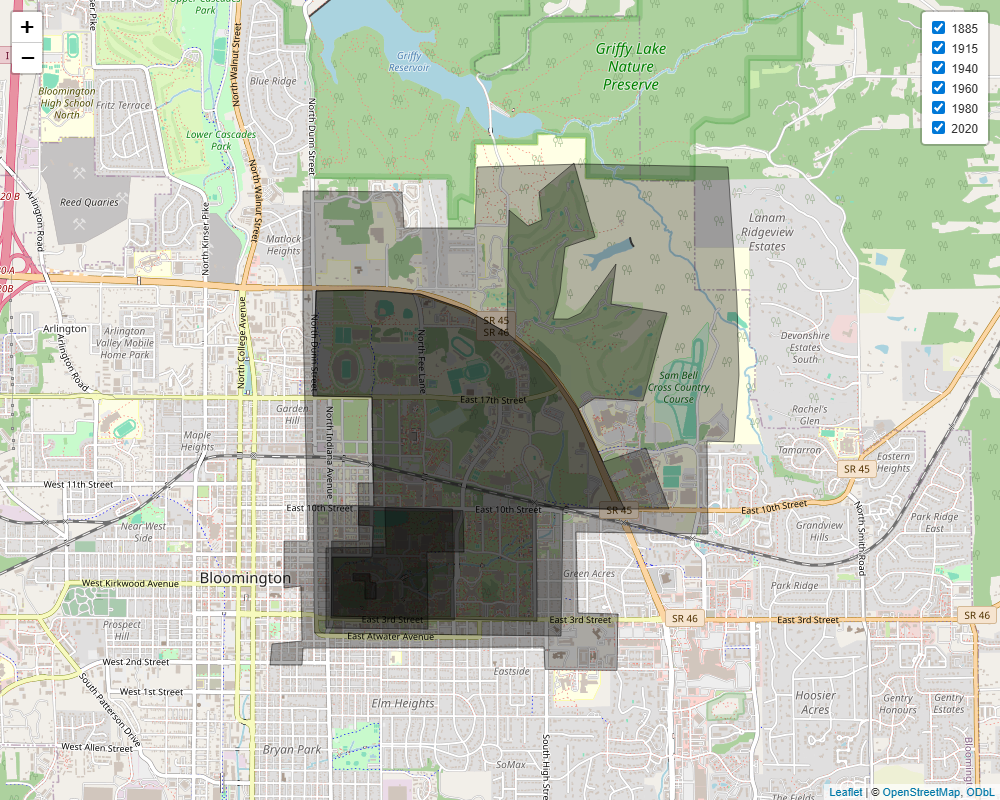 +
−
1885
1915
1940
1960
1980
2020
Upper Cascades
Park
Griffy
Reservoir
Griffy Lake
Nature
Preserve
Bloomington
High School
North
Fritz Terrace
Blue Ridge
North Walnut Street
Lower Cascades
Park
North Dunn Street
Arlington Road
Reed Quaries
North Kinser Pike
North Walnut Street
Matlock
Heights
Lanam
Ridgeview
Estates
20 B
20 A
20B
SR 45
SR 46
Arlington
Arlington
Valley Mobile
Home Park
Arlington Road
North College Avenue
North Dunn Street
North Fee Lane
Devonshire
Estates
South
Sam Bell
Cross Country
Course
East 17th Street
Garden
Hill
Rachel's
Glen
Maple
Heights
North Indiana Avenue
Tamarron
Eastern
Heights
SR 45
West 11th Street
East 10th Street
East 10th Street
SR 45
East 10th Street
Near West
Side
Grandview
Hills
North Smith Road
Park Ridge
East
Bloomington
West Kirkwood Avenue
Green Acres
Park Ridge
Prospect
Hill
East 3rd Street
East 3rd Street
SR 46
East 3rd Street
SR 46
East Atwater Avenue
West 2nd Street
Eastside
South Patterson Drive
West 1st Street
Elm Heights
Hoosier
Acres
Gentry
Honours
Gentry
Estates
West Allen Street
Bryan Park
South High Stre
SoMax
Bloomington
The Fields
Leaflet | © OpenStreetMap, ODbL